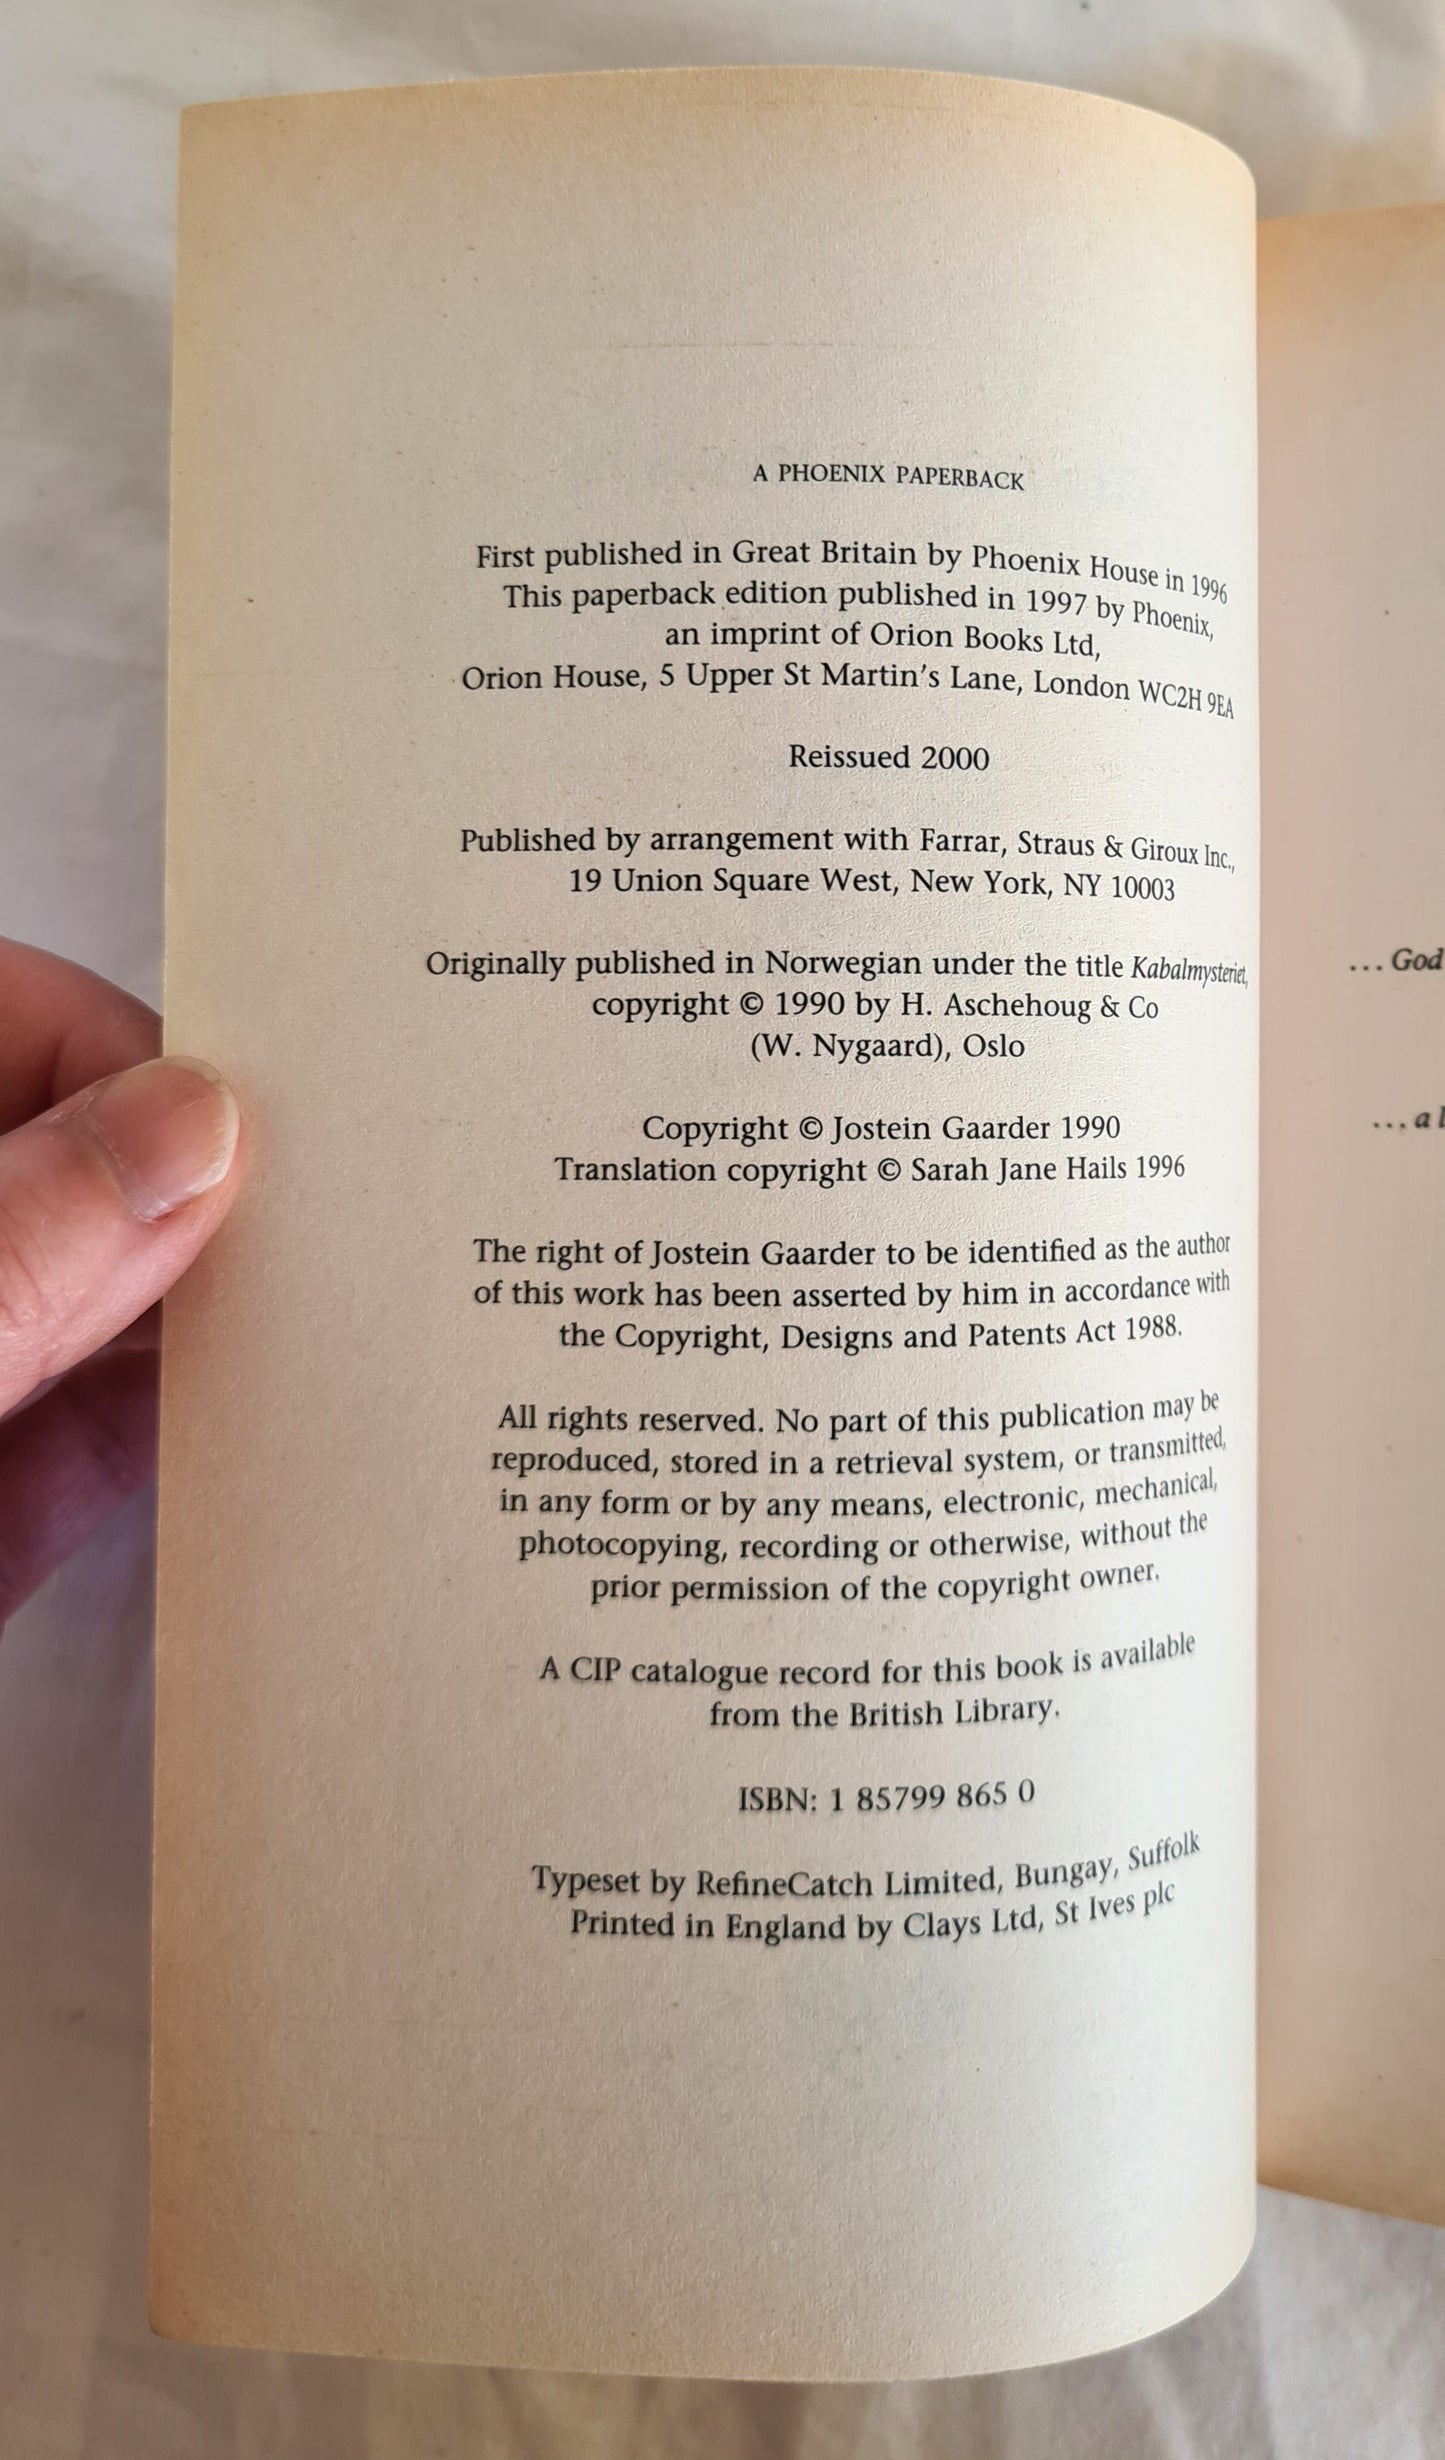 A PHOENIX PAPERBACK
First published in Great Britain by Phoenix House in 1996
This paperback edition published in 1997 by Phoenix,
an imprint of Orion Books Ltd,
Orion House, 5 Upper St Martin's Lane, London WC2H 9EA
Reissued 2000
Published by arrangement with Farrar, Straus & Giroux Inc.,
19 Union Square West, New York, NY 10003
Originally published in Norwegian under the title Kabalmysteriet,
copyright © 1990 by H. Aschehoug & Co
(W. Nygaard), Oslo
Copyright © Jostein Gaarder 1990
Translation copyright © Sarah Jane Hails 1996
The right of Jostein Gaarder to be identified as the author
of this work has been asserted by him in accordance with
the Copyright, Designs and Patents Act 1988.
All rights reserved. No part of this publication may be
reproduced, stored in a retrieval system, or transmitted,
in any form or by any means, electronic, mechanical,
photocopying, recording or otherwise, without the
prior permission of the copyright owner.
A CIP catalogue record for this book is available
from the British Library.
ISBN: 1 85799 865 0
Typeset by RefineCatch Limited, Bungay, Suffolk
Printed in England by Clays Ltd, St Ives plc
... God
... a